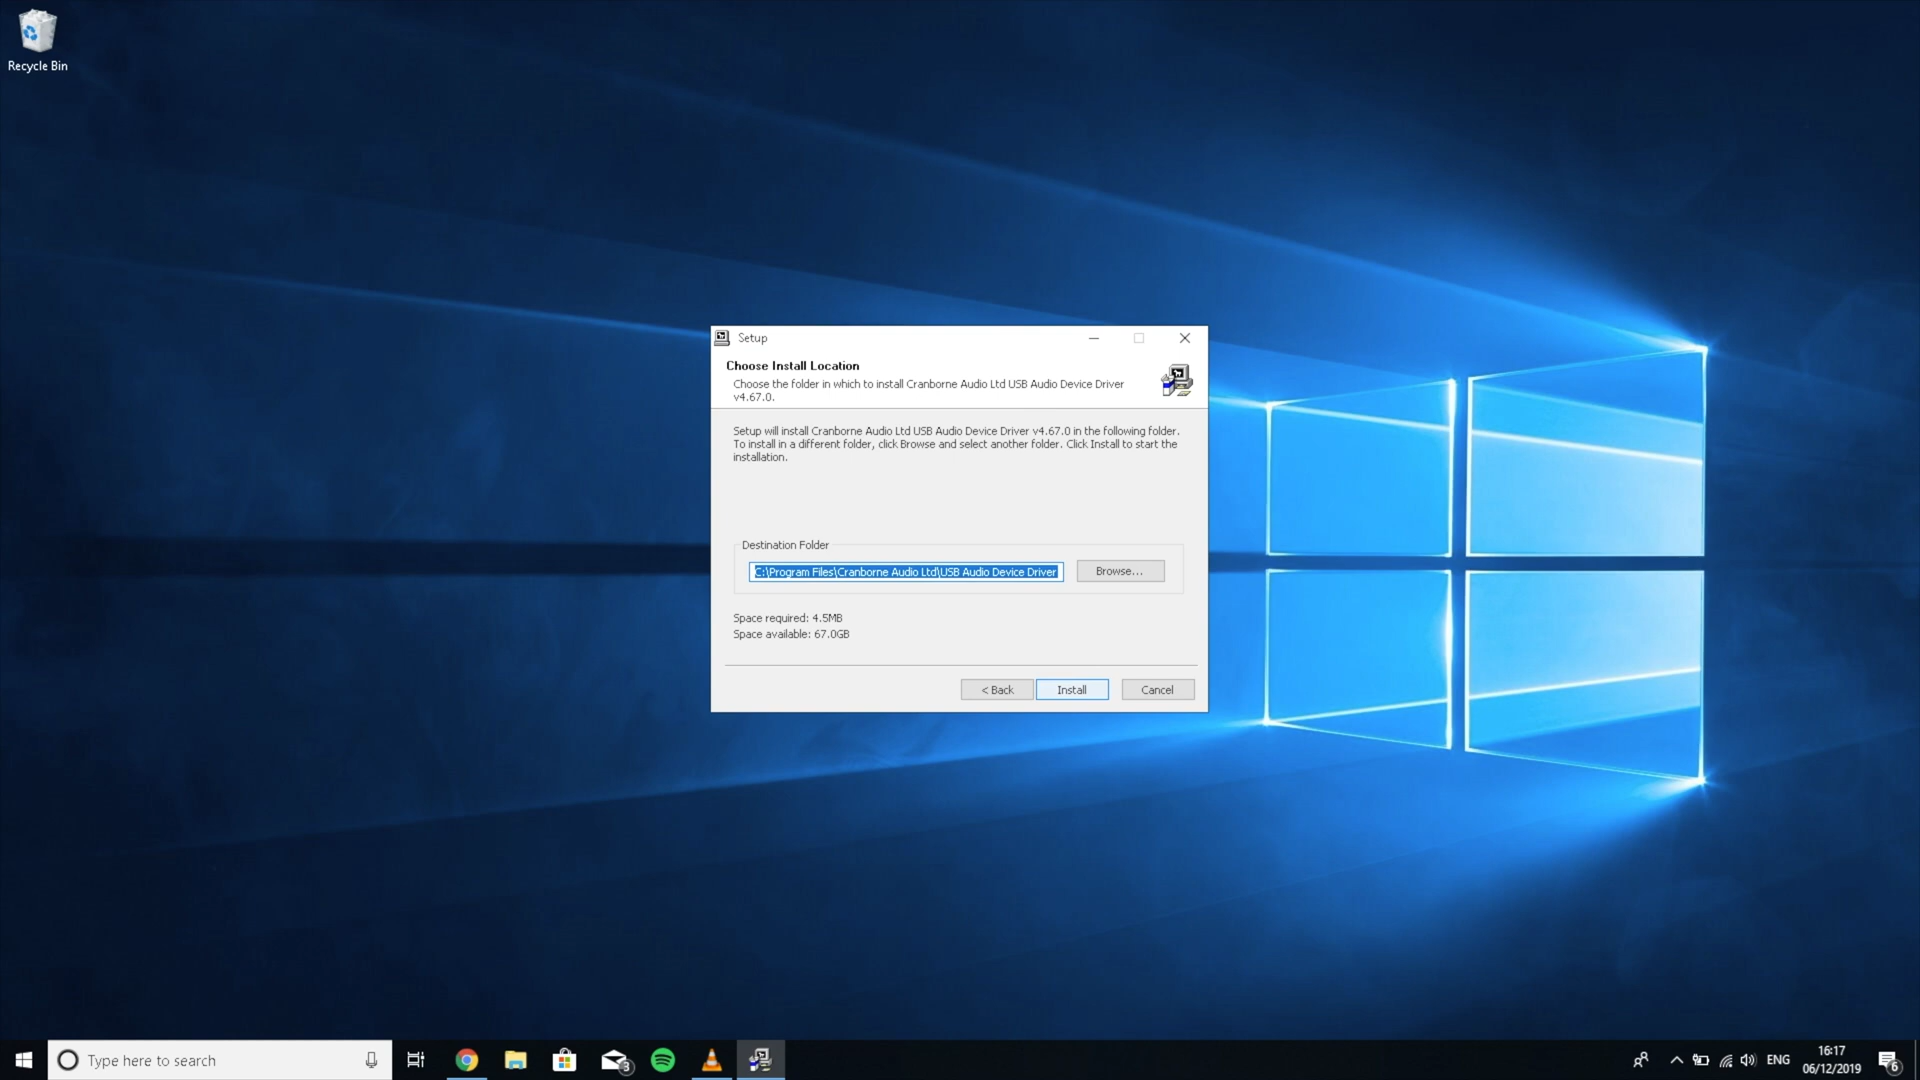 Recycle Bin
Setup
Choose Install Location
Choose the folder in which to install Cranborne Audio Ltd USB Audio Device Driver
v4.67.0.
Setup will install Cranborne Audio Ltd USB Audio Device Driver v4.67.0 in the following folder.
To install in a different folder, click Browse and select another folder. Click Install to start the
installation.
Destination Folder
C:\Program Files\Cranborne Audio Ltd\USB Audio Device Driver
Browse...
Space required: 4.5MB
Space available: 67.0GB
< Back
Install
Cancel
Type here to search
3
ENG
16:17
06/12/2019
6